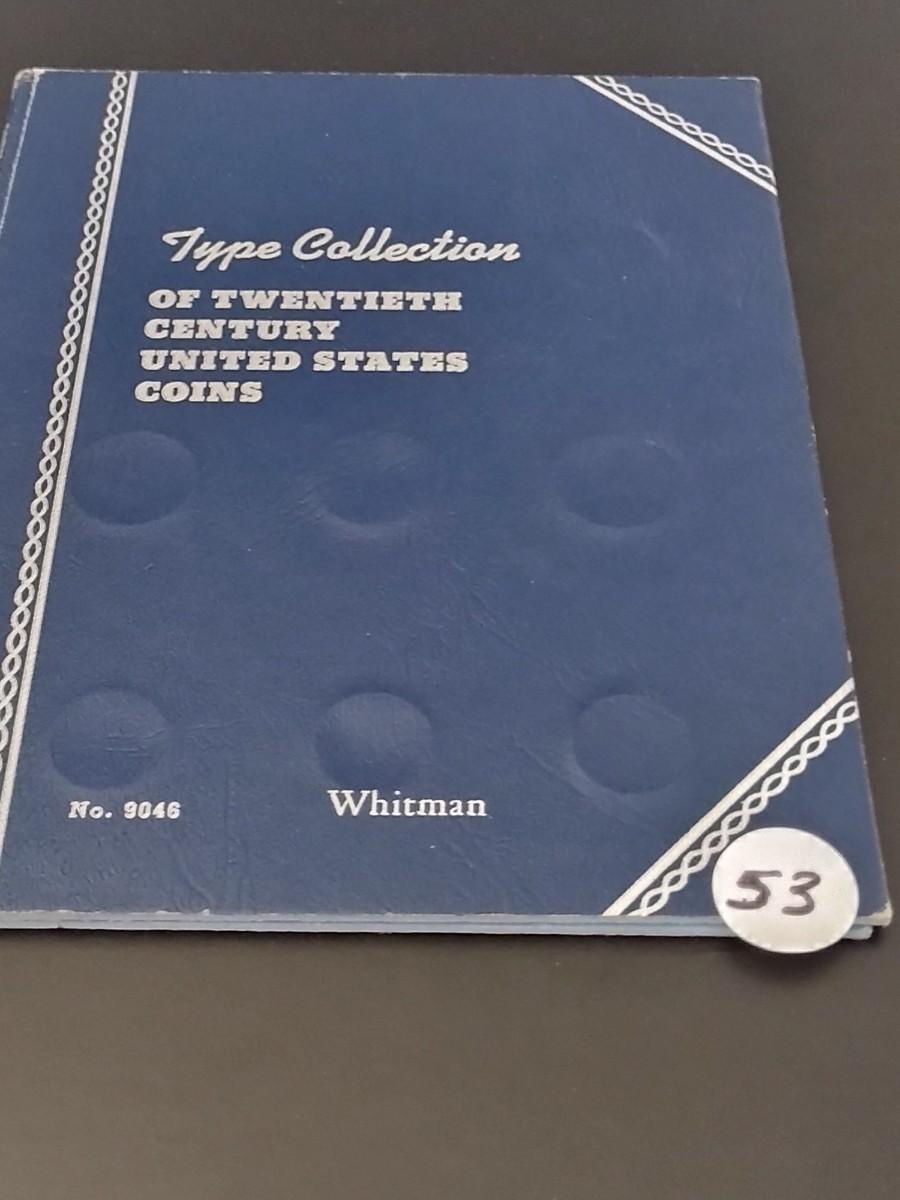 Type Collection
OF TWENTIETH
CENTURY
UNITED STATES
COINS
No. 9046
Whitman
53